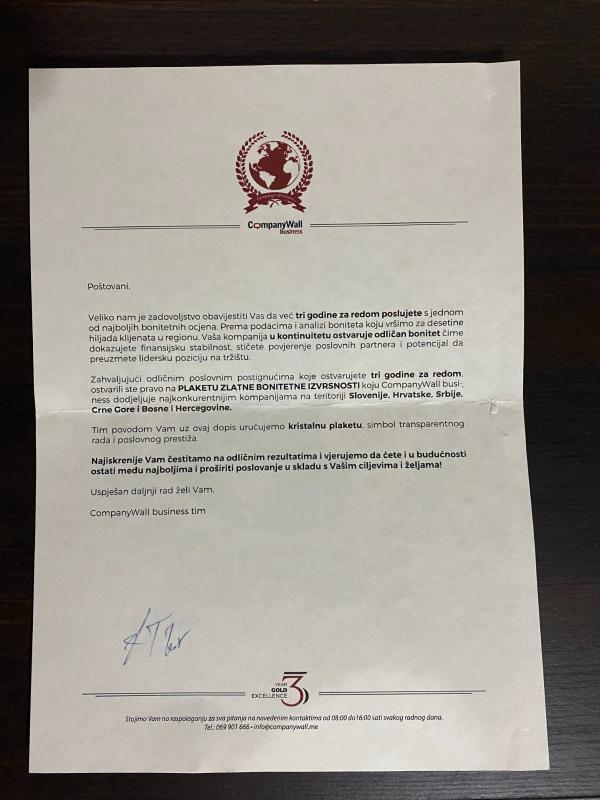 CompanyWall
business
Poštovani,
Veliko nam je zadovoljstvo obavijestiti Vas da već tri godine za redom poslujete s jednom
od najboljih bonitetnih ocjena. Prema podacima i analizi boniteta koju vršimo za desetine
hiljada klijenata u regionu, Vaša kompanija u kontinuitetu ostvaruje odličan bonitet čime
dokazujete finansijsku stabilnost, stičete povjerenje poslovnih partnera i potencijal da
preuzmete lidersku poziciju na tržištu.
Zahvaljujući odličnim poslovnim postignućima koje ostvarujete tri godine za redom,
ostvarili ste pravo na PLAKETU ZLATNE BONITETNE IZVRSNOSTI koju CompanyWall busi-
ness dodjeljuje najkonkurentnijim kompanijama na teritoriji Slovenije, Hrvatske, Srbije,
Crne Gore i Bosne i Hercegovine.
Tim povodom Vam uz ovaj dopis uručujemo kristalnu plaketu, simbol transparentnog
rada i poslovnog prestiža.
Najiskrenije Vam čestitamo na odličnim rezultatima i vjerujemo da ćete i u budućnosti
ostati među najboljima i proširiti poslovanje u skladu s Vašim ciljevima i željama!
Uspješan daljnji rad želi Vam,
CompanyWall business tim
YEAR
GOLD
EXCELLENCE 3
Stojimo Vam na raspolaganju za sva pitanja na navedenim kontaktima od 08:00 do16:00 sati svakog radnog dana.
Tel.: 069 901 666 • info@companywall.me